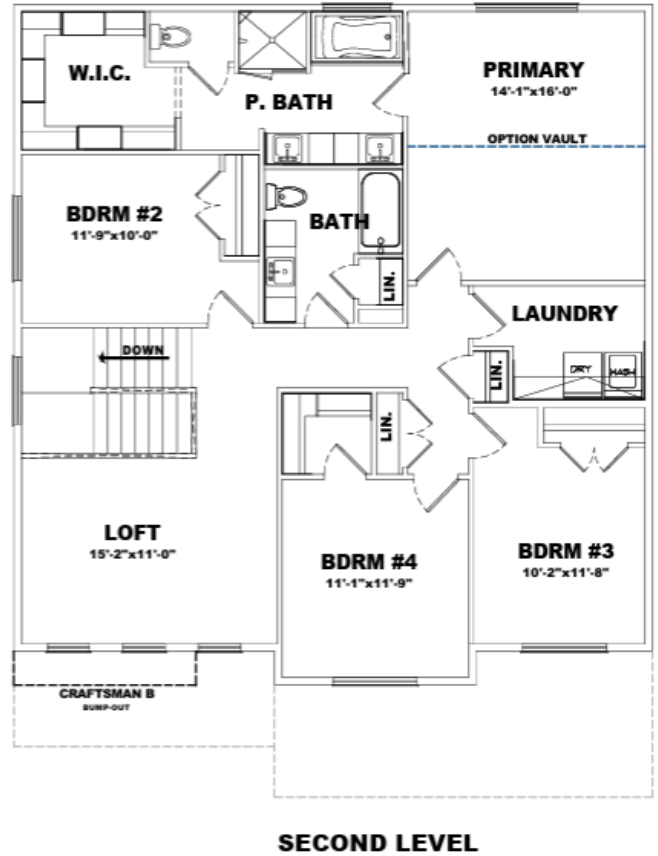 W.I.C.
P. BATH
PRIMARY
14'-1"x16'-0"
OPTION VAULT
BDRM #2
11'-9"x10'-0"
BATH
LIN.
LAUNDRY
DOWN
DRY
WASH
LIN.
LIN.
LOFT
15'-2"x11'-0"
BDRM #4
11'-1"x11'-9"
BDRM #3
10'-2"x11'-8"
CRAFTSMAN B
BUMP-OUT
SECOND LEVEL